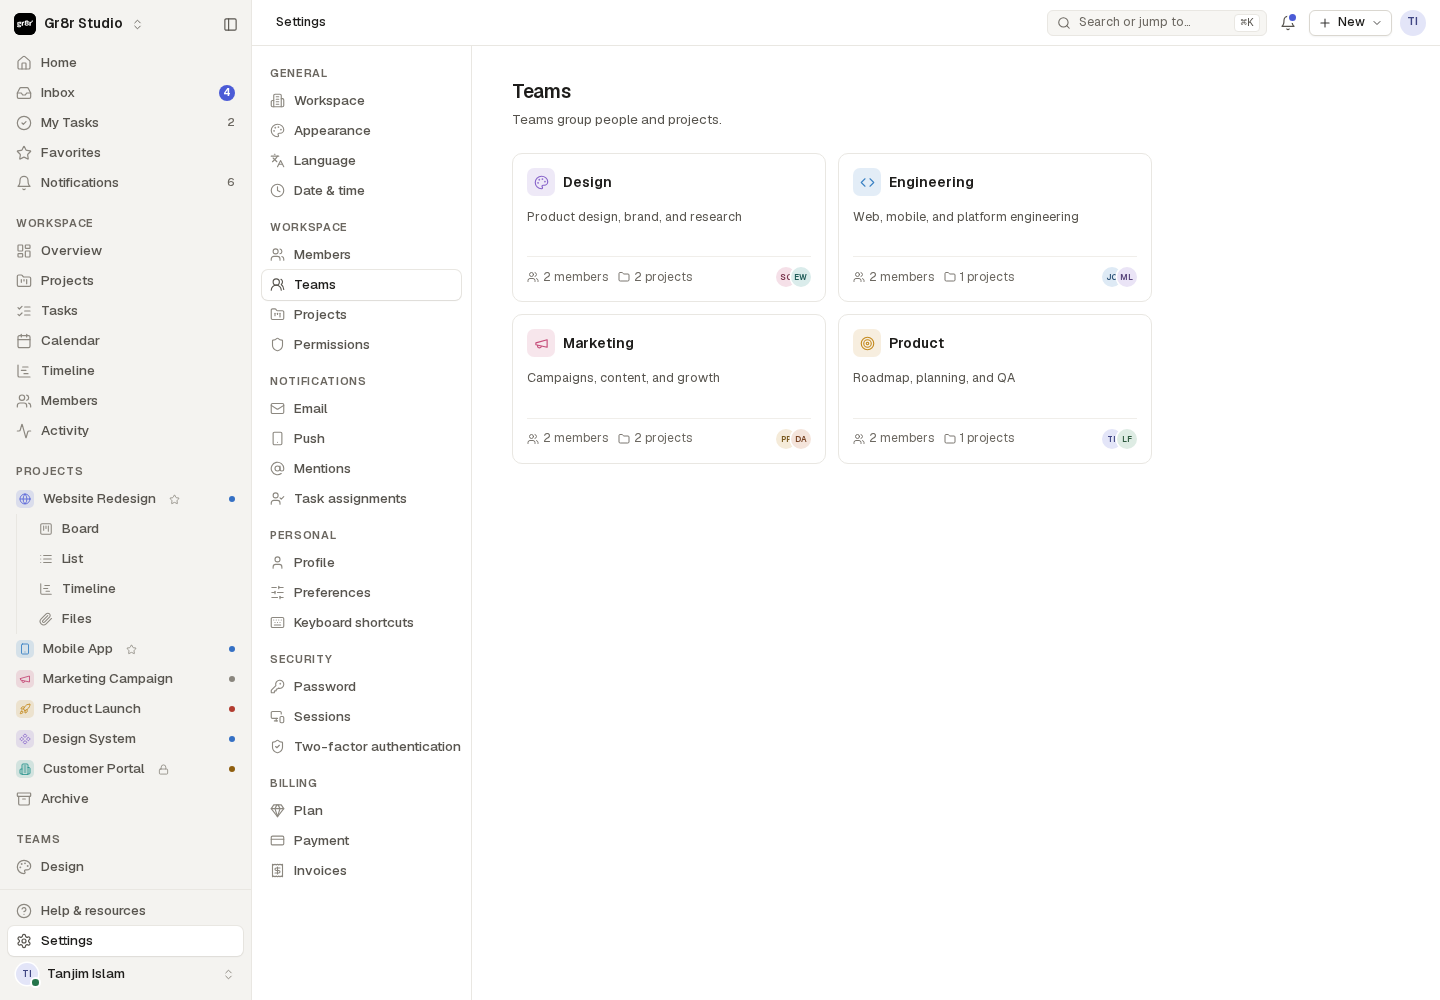 gr8r Gr8r Studio
Home
Inbox 4
My Tasks 2
Favorites
Notifications 6
WORKSPACE
Overview
Projects
Tasks
Calendar
Timeline
Members
Activity
PROJECTS
Website Redesign
Board
List
Timeline
Files
Mobile App
Marketing Campaign
Product Launch
Design System
Customer Portal
Archive
TEAMS
Design
Help & resources
Settings
TI Tanjim Islam
Settings
Search or jump to... ⌘K
New
TI
GENERAL
Workspace
Appearance
Language
Date & time
WORKSPACE
Members
Teams
Projects
Permissions
NOTIFICATIONS
Email
Push
Mentions
Task assignments
PERSONAL
Profile
Preferences
Keyboard shortcuts
SECURITY
Password
Sessions
Two-factor authentication
BILLING
Plan
Payment
Invoices
Teams
Teams group people and projects.
Design
Product design, brand, and research
2 members 2 projects EW
Engineering
Web, mobile, and platform engineering
2 members 1 projects ML
Marketing
Campaigns, content, and growth
2 members 2 projects DA
Product
Roadmap, planning, and QA
2 members 1 projects TI LF